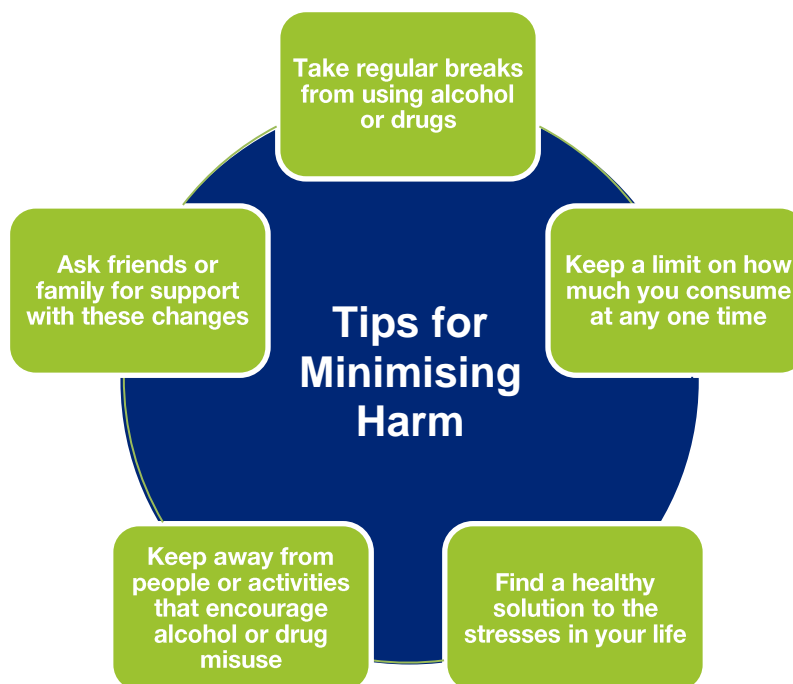 Take regular breaks
from using alcohol
or drugs
Keep a limit on how
much you consume
at any one time
Find a healthy
solution to the
stresses in your life
Keep away from
people or activities
that encourage
alcohol or drug
misuse
Ask friends or
family for support
with these changes
Tips for
Minimising
Harm